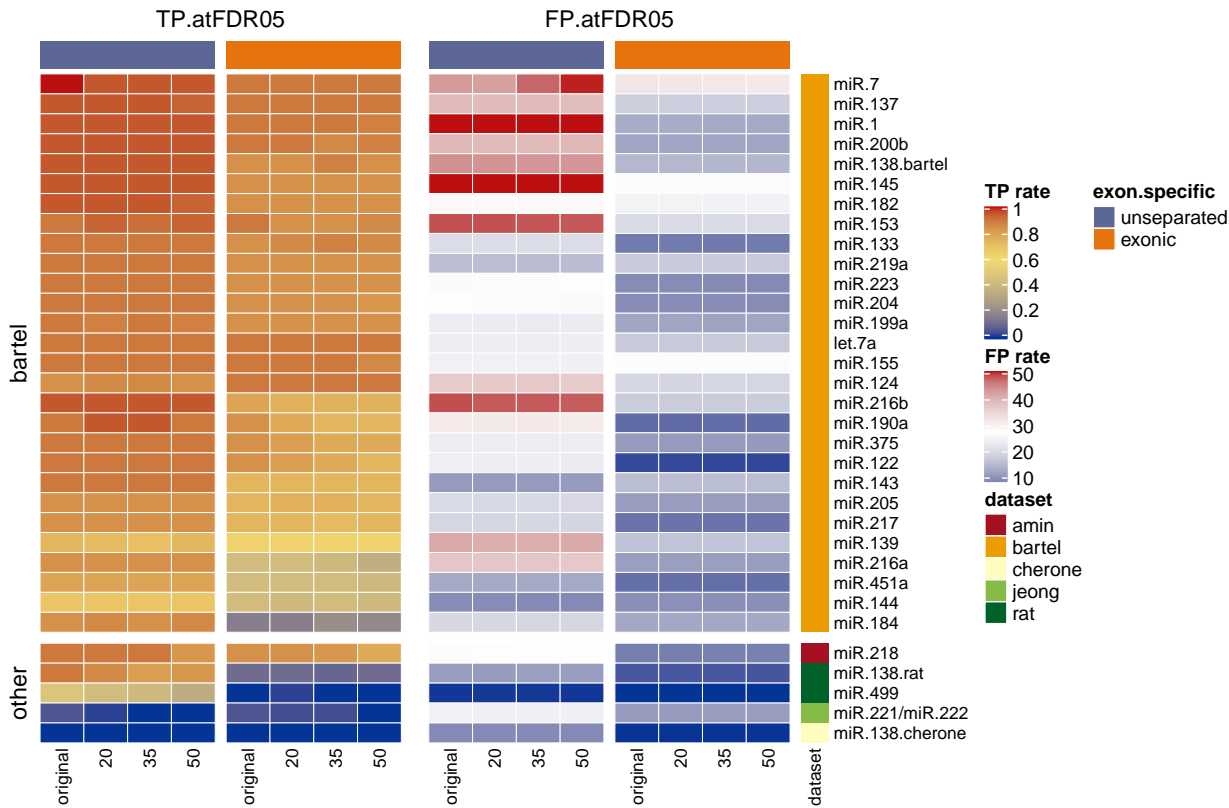 TP.atFDR05
FP.atFDR05
miR.7
miR.137
miR.1
miR.200b
miR.138.bartel
miR.145
miR.182
miR.153
miR.133
miR.219a
miR.223
miR.204
miR.199a
let.7a
miR.155
miR.124
miR.216b
miR.190a
miR.375
miR.122
miR.143
miR.205
miR.217
miR.139
miR.216a
miR.451a
miR.144
miR.184
miR.218
miR.138.rat
miR.499
miR.221/miR.222
miR.138.cherone
bartel
other
original 20 35 50 original 20 35 50 original 20 35 50 original 20 35 50 dataset
TP rate
1
0.8
0.6
0.4
0.2
0
FP rate
50
40
30
20
10
dataset
amin
bartel
cherone
jeong
rat
exon.specific
unseparated
exonic